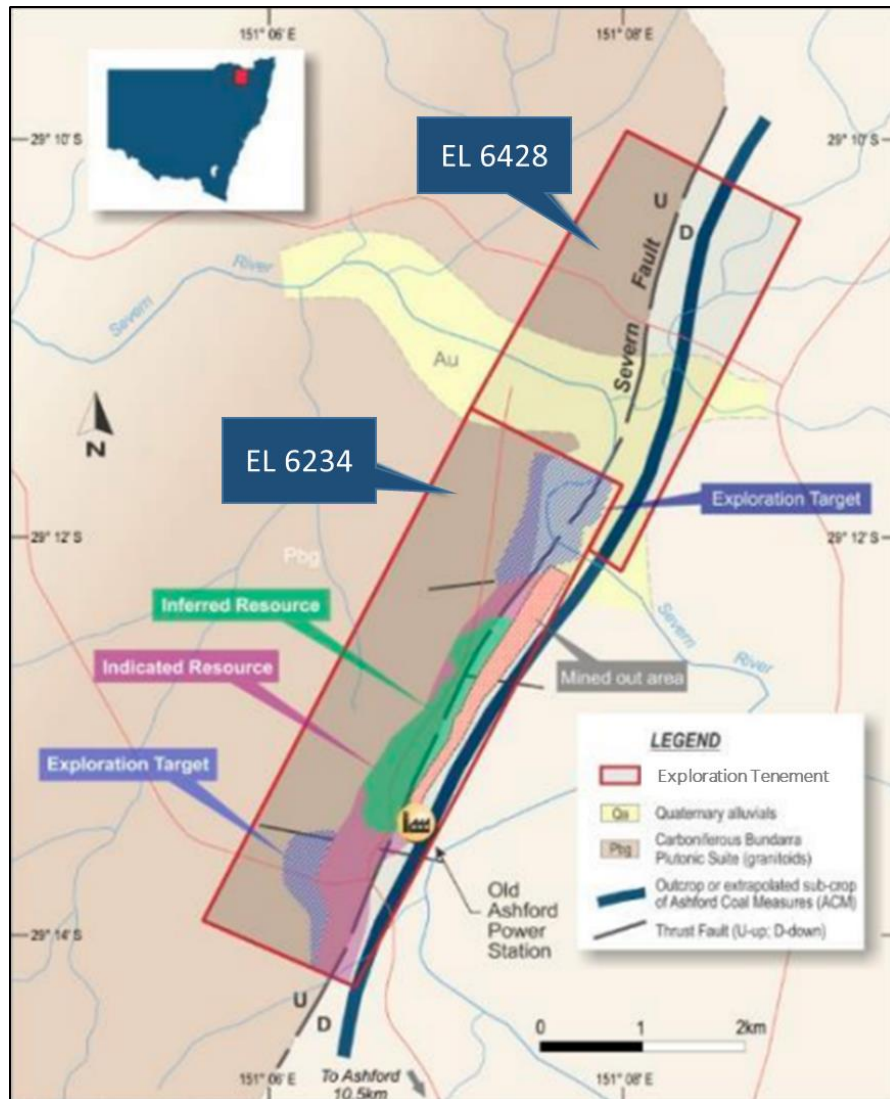 151° 06' E
151° 08' E
29° 10' S
29° 10' S
EL 6428
U
D
Severn Fault
Severn River
Au
N
EL 6234
Exploration Target
29° 12' S
29° 12' S
Pbg
Inferred Resource
Severn River
Indicated Resource
Mined out area
Exploration Target
LEGEND
Exploration Tenement
Qa
Quaternary alluvials
Pbg
Carboniferous Bundarra
Plutonic Suite (granitoids)
Outcrop or extrapolated sub-crop
of Ashford Coal Measures (ACM)
Thrust Fault (U-up; D-down)
Old
Ashford
Power
Station
29° 14' S
29° 14' S
U
D
0
1
2km
To Ashford
10.5km
151° 06' E
151° 08' E